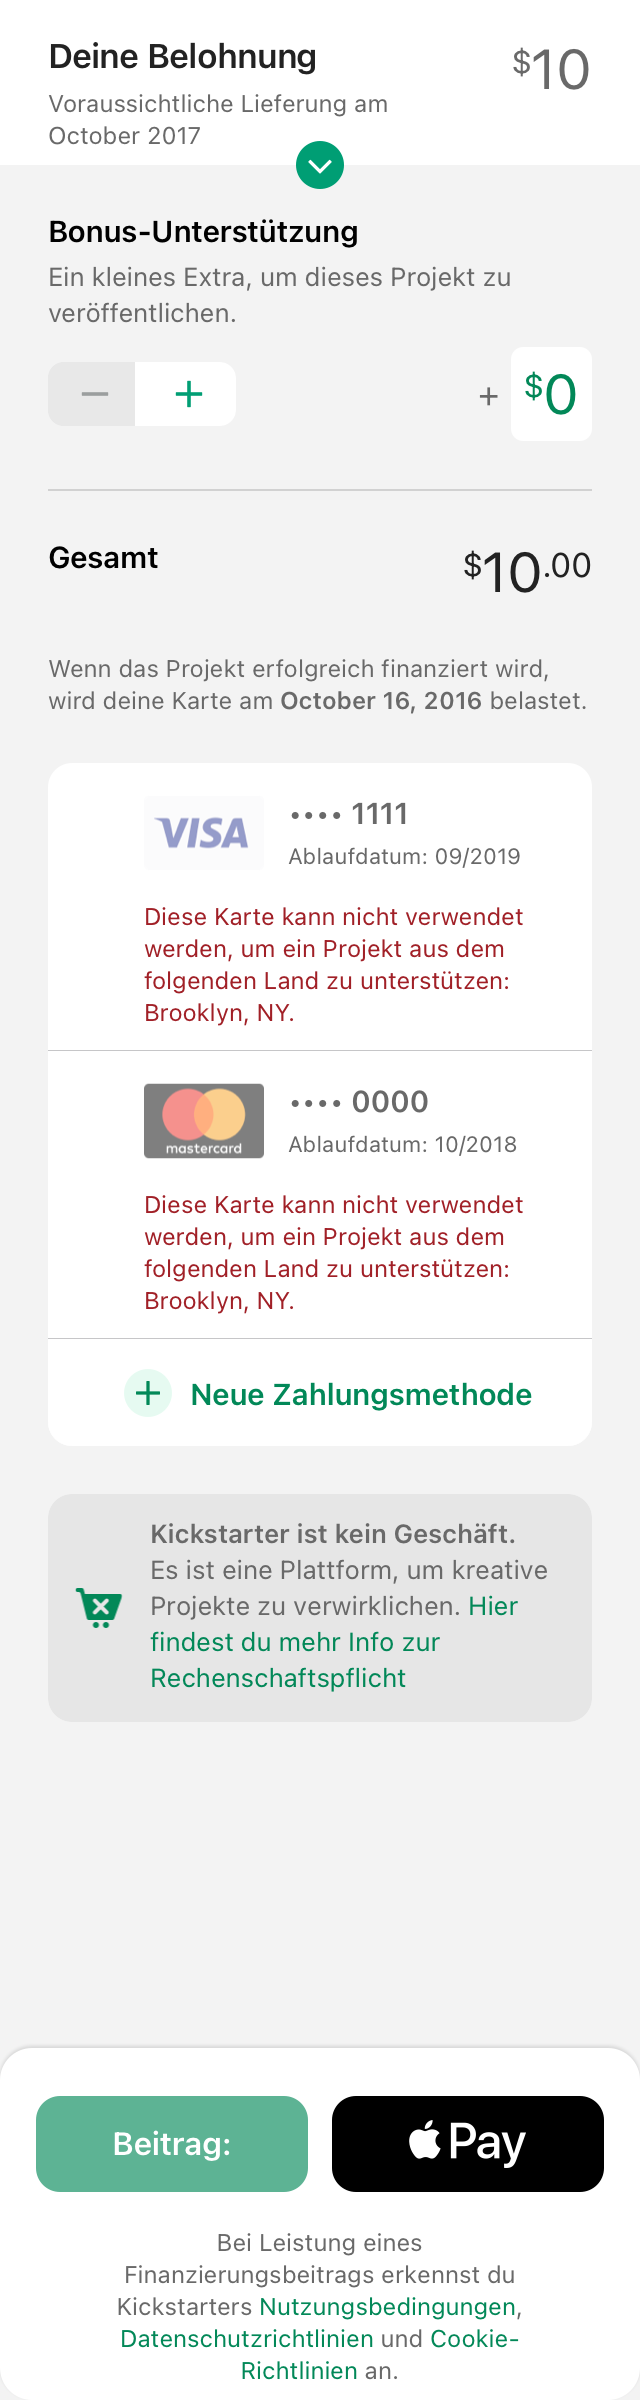 Deine Belohnung
$10
Voraussichtliche Lieferung am
October 2017
Bonus-Unterstützung
Ein kleines Extra, um dieses Projekt zu
veröffentlichen.
+ $0
Gesamt
$10.00
Wenn das Projekt erfolgreich finanziert wird,
wird deine Karte am October 16, 2016 belastet.
VISA
•••• 1111
Ablaufdatum: 09/2019
Diese Karte kann nicht verwendet
werden, um ein Projekt aus dem
folgenden Land zu unterstützen:
Brooklyn, NY.
mastercard
•••• 0000
Ablaufdatum: 10/2018
Diese Karte kann nicht verwendet
werden, um ein Projekt aus dem
folgenden Land zu unterstützen:
Brooklyn, NY.
Neue Zahlungsmethode
Kickstarter ist kein Geschäft.
Es ist eine Plattform, um kreative
Projekte zu verwirklichen. Hier
findest du mehr Info zur
Rechenschaftspflicht
Beitrag:
Pay
Bei Leistung eines
Finanzierungsbeitrags erkennst du
Kickstarters Nutzungsbedingungen,
Datenschutzrichtlinien und Cookie-
Richtlinien an.